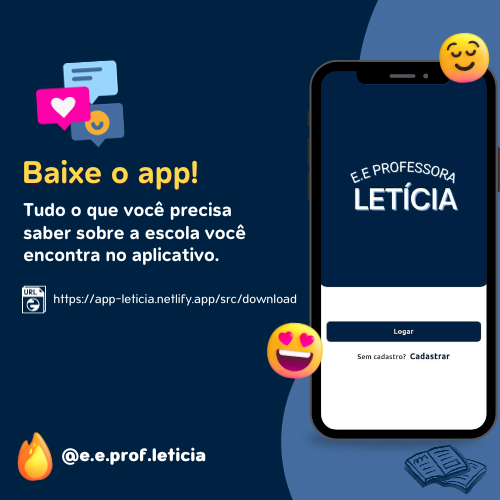 Baixe o app!
Tudo o que você precisa
saber sobre a escola você
encontra no aplicativo.
URL
https://app-leticia.netlify.app/src/download
@e.e.prof.leticia
E.E PROFESSORA
LETÍCIA
Logar
Sem cadastro? Cadastrar